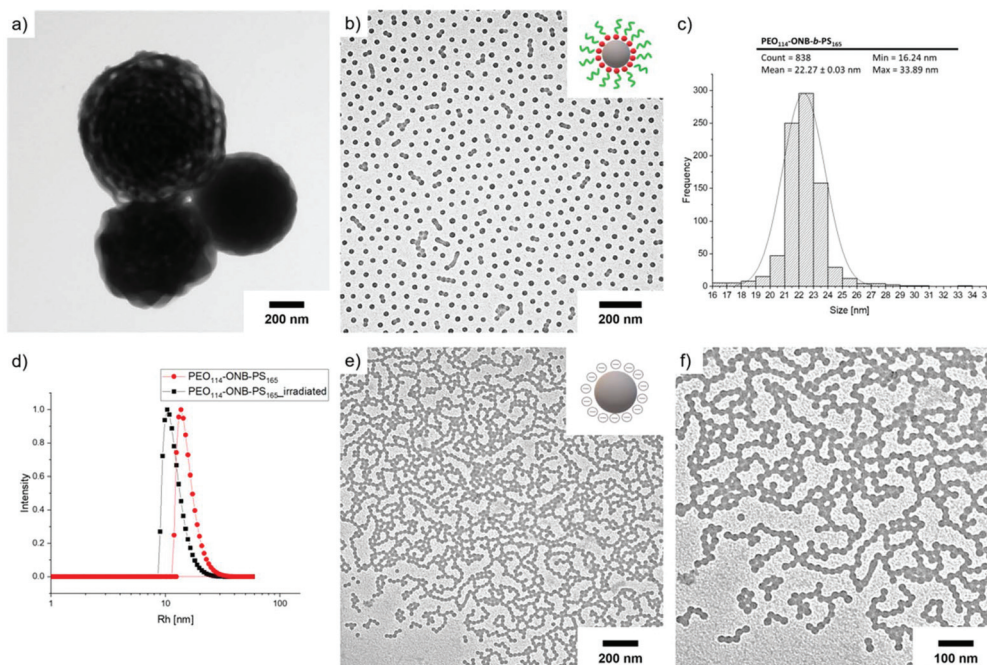 a)
200 nm
b)
200 nm
c)
PEO114-ONB-b-PS165
Count = 838 Min = 16.24 nm
Mean = 22.27 ± 0.03 nm Max = 33.89 nm
Frequency
300
250
200
150
100
50
0
16 17 18 19 20 21 22 23 24 25 26 27 28 29 30 31 32 33 34
Size [nm]
d)
PEO114-ONB-PS165
PEO114-ONB-PS165_irradiated
Intensity
1.0
0.8
0.6
0.4
0.2
0.0
1 10 100
Rh [nm]
e)
200 nm
f)
100 nm